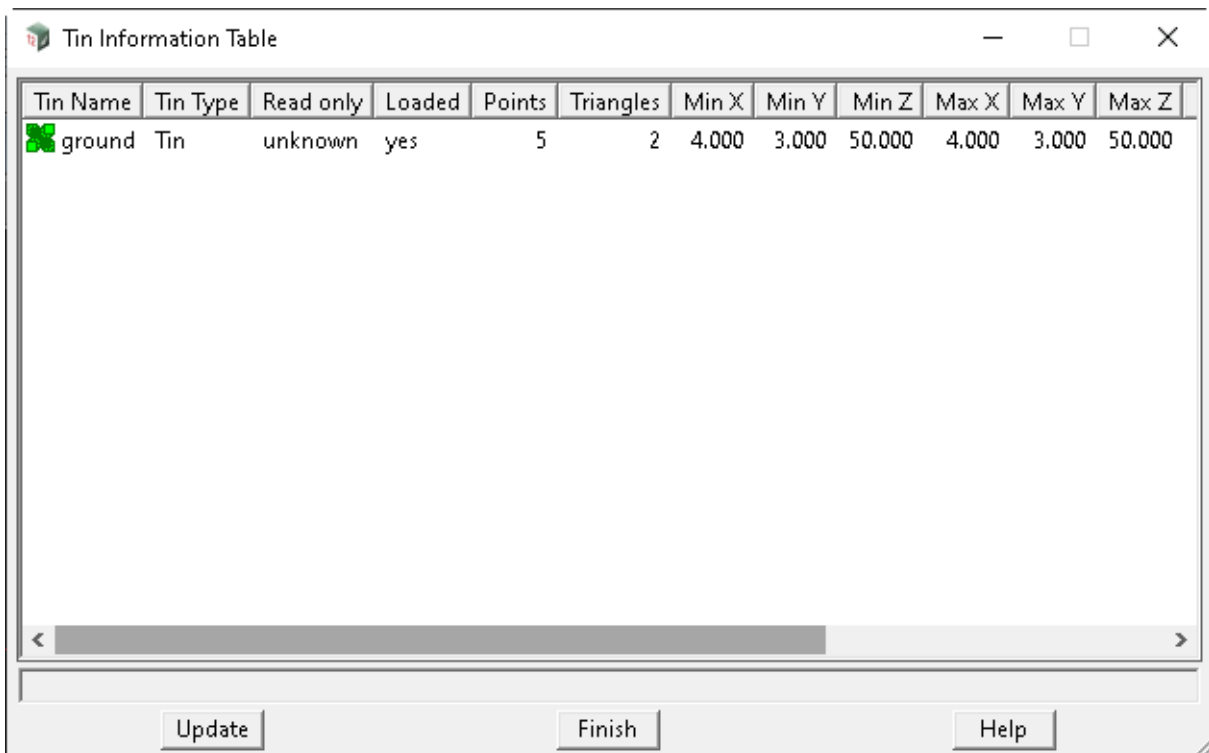 Tin Information Table
Tin Name Tin Type Read only Loaded Points Triangles Min X Min Y Min Z Max X Max Y Max Z
ground Tin unknown yes 5 2 4.000 3.000 50.000 4.000 3.000 50.000
Update Finish Help